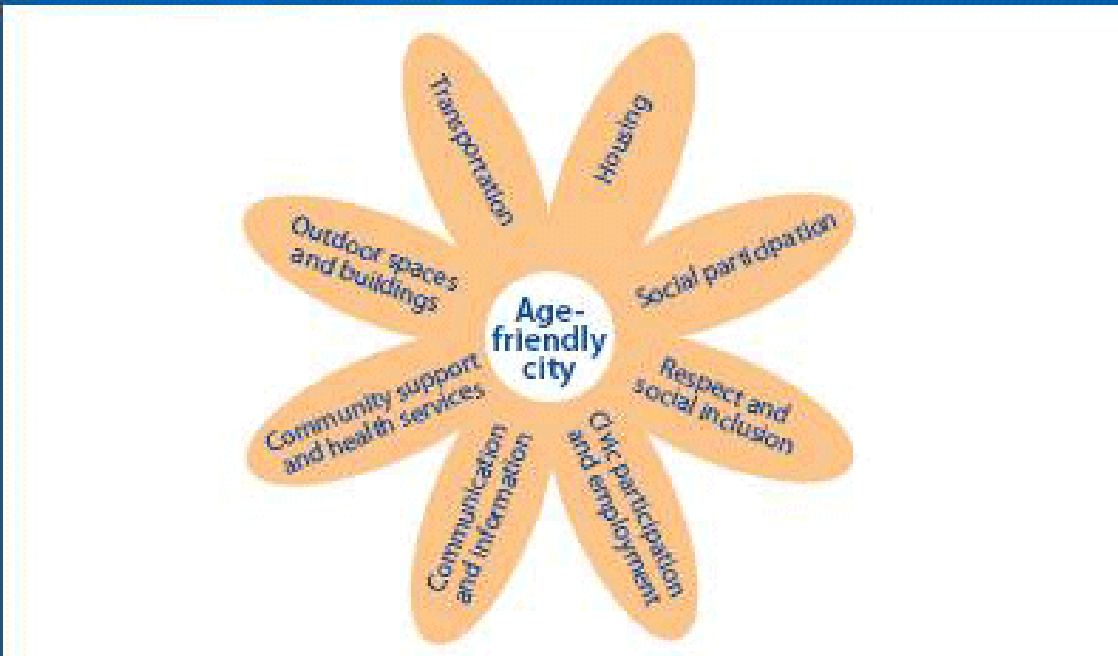 Age-
friendly
city
Transportation
Housing
Social participation
Respect and
social inclusion
Civic participation
and employment
Communication
and information
Community support
and health services
Outdoor spaces
and buildings